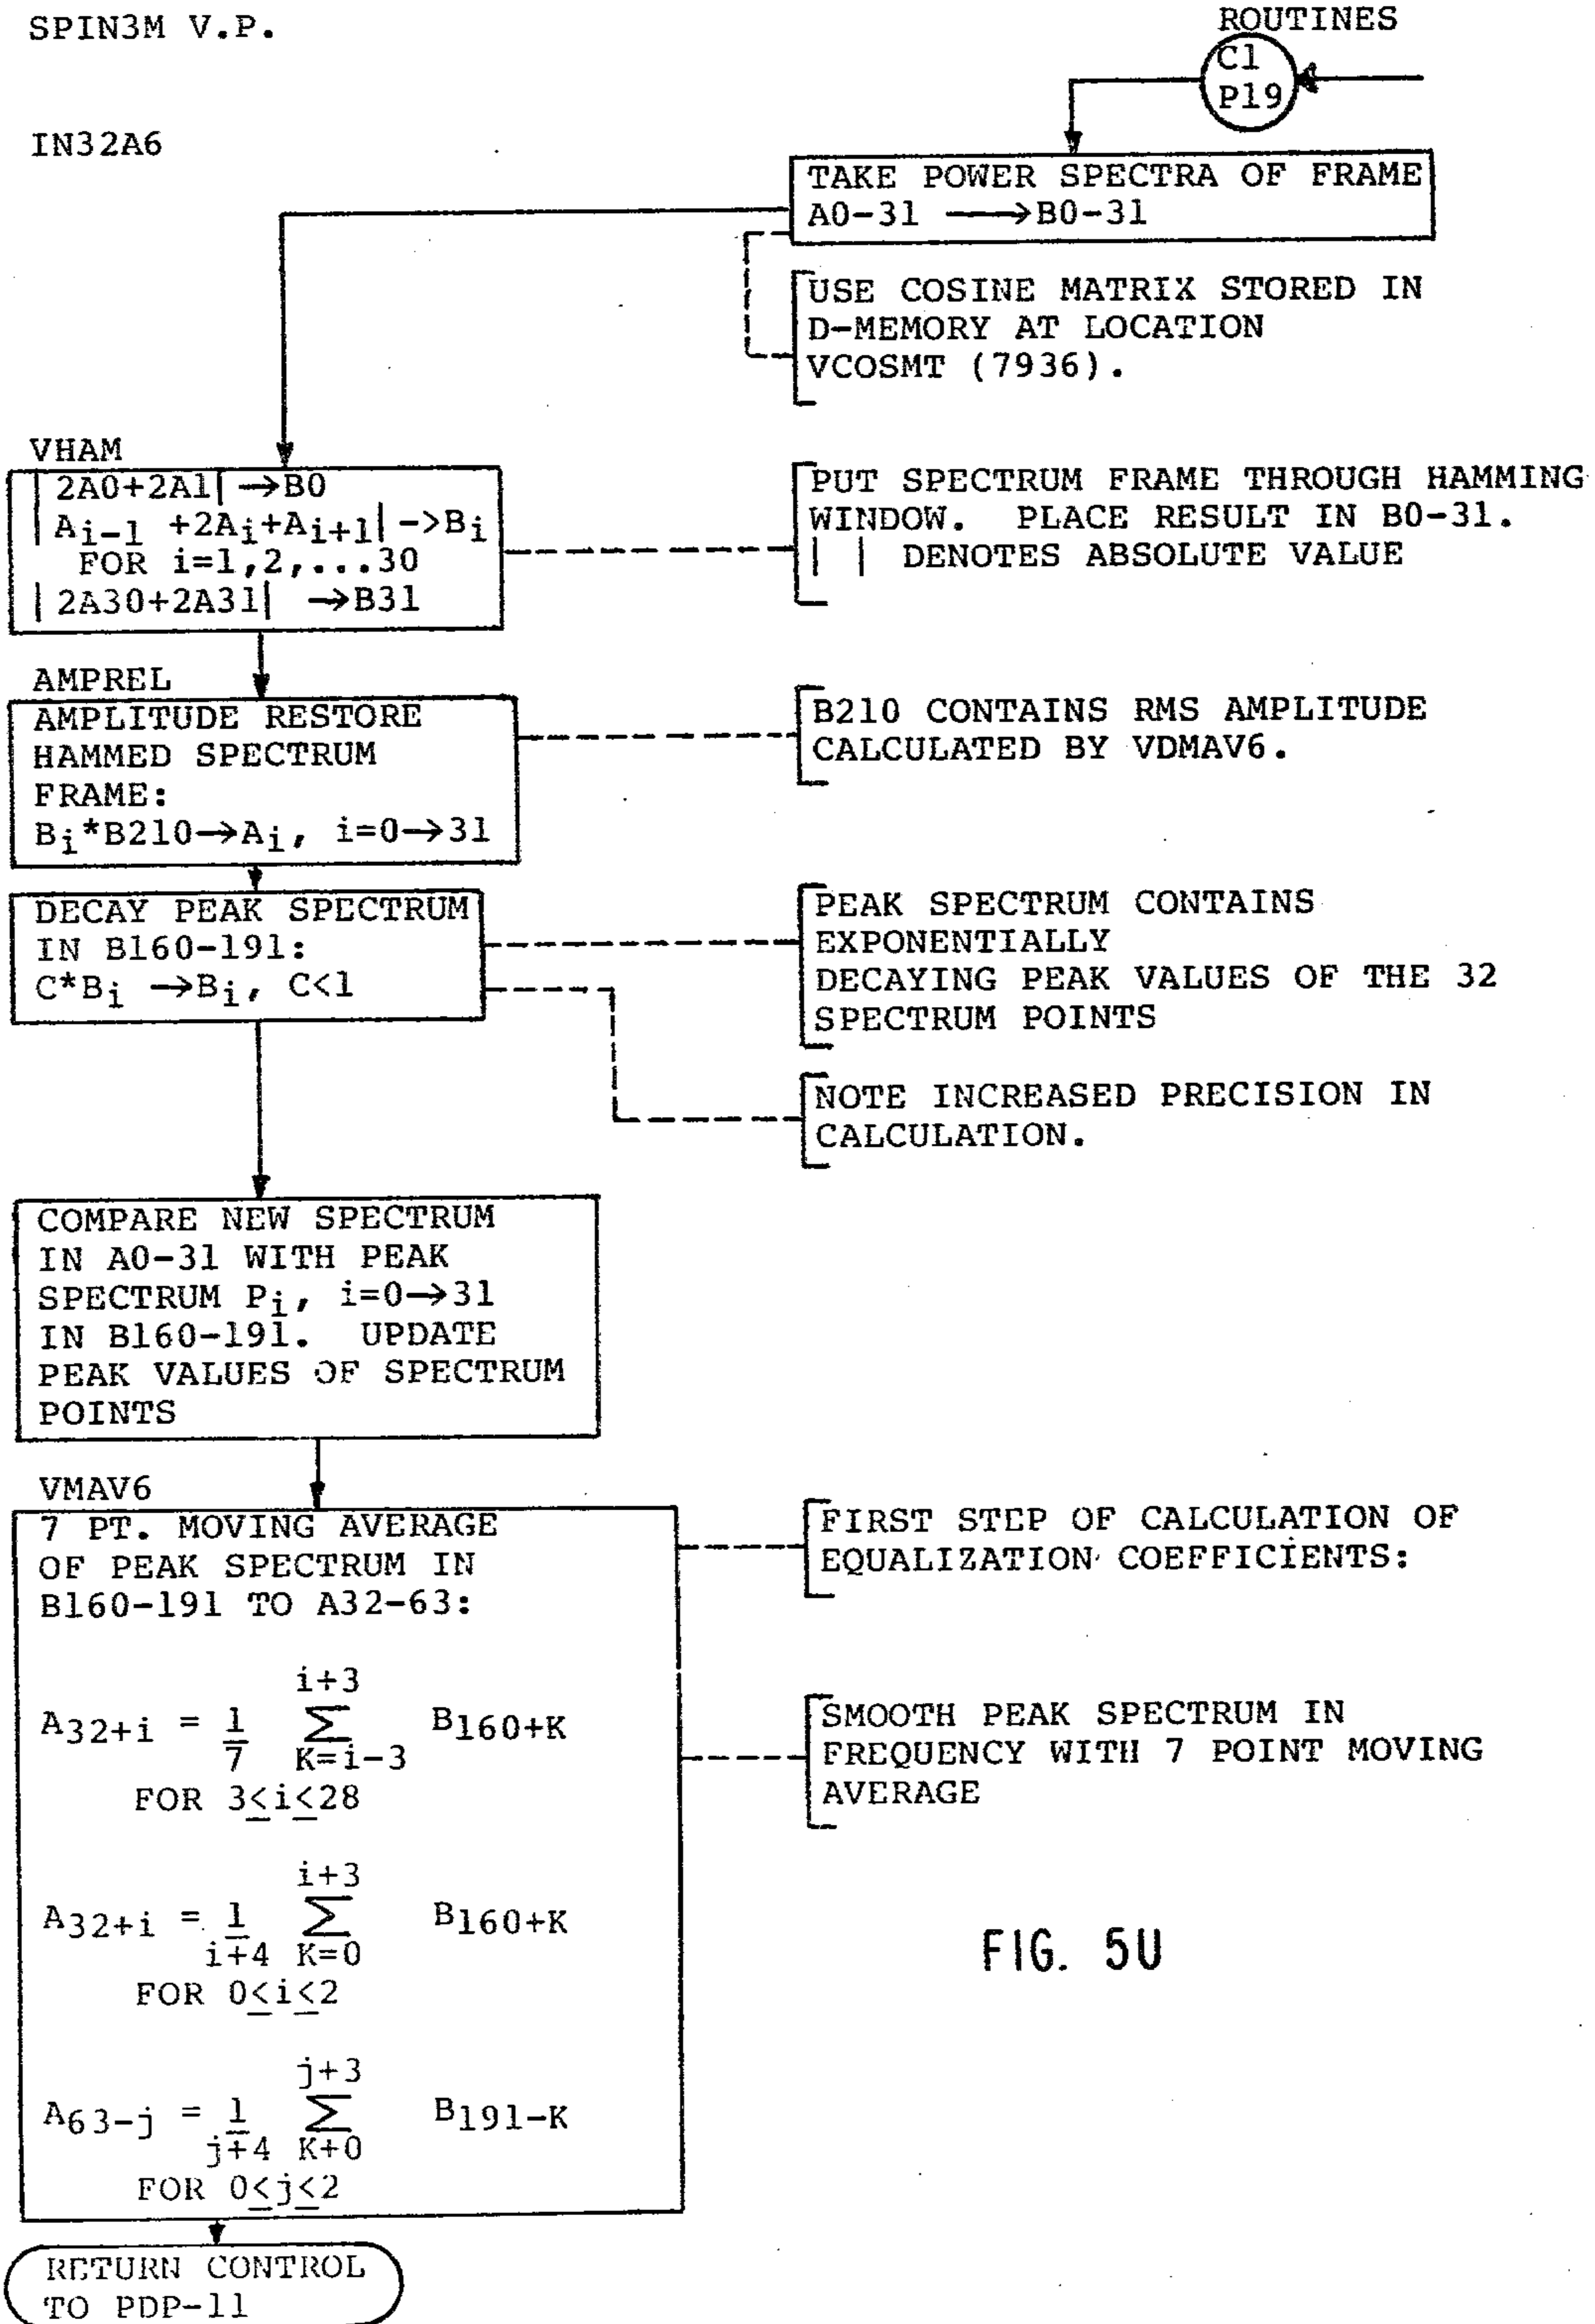 SPIN3M V.P.
ROUTINES
C1
P19
IN32A6
TAKE POWER SPECTRA OF FRAME
A0-31 ⟶B0-31
USE COSINE MATRIX STORED IN
D-MEMORY AT LOCATION
VCOSMT (7936).
VHAM
|2A0+2A1| →B0
|Ai-1 +2Ai+Ai+1| ->Bi
FOR i=1,2,...30
|2A30+2A31| →B31
PUT SPECTRUM FRAME THROUGH HAMMING
WINDOW. PLACE RESULT IN B0-31.
| | DENOTES ABSOLUTE VALUE
AMPREL
AMPLITUDE RESTORE
HAMMED SPECTRUM
FRAME:
Bi*B210→Ai, i=0→31
B210 CONTAINS RMS AMPLITUDE
CALCULATED BY VDMAV6.
DECAY PEAK SPECTRUM
IN B160-191:
C*Bi →Bi, C<1
PEAK SPECTRUM CONTAINS
EXPONENTIALLY
DECAYING PEAK VALUES OF THE 32
SPECTRUM POINTS
NOTE INCREASED PRECISION IN
CALCULATION.
COMPARE NEW SPECTRUM
IN A0-31 WITH PEAK
SPECTRUM Pi, i=0→31
IN B160-191. UPDATE
PEAK VALUES OF SPECTRUM
POINTS
VMAV6
7 PT. MOVING AVERAGE
OF PEAK SPECTRUM IN
B160-191 TO A32-63:
FIRST STEP OF CALCULATION OF
EQUALIZATION COEFFICIENTS:
i+3
A32+i = 1/7 Σ B160+K
K=i-3
FOR 3≤i≤28
SMOOTH PEAK SPECTRUM IN
FREQUENCY WITH 7 POINT MOVING
AVERAGE
i+3
A32+i = 1/i+4 Σ B160+K
K=0
FOR 0≤i≤2
FIG. 5U
j+3
A63-j = 1/j+4 Σ B191-K
K+0
FOR 0≤j≤2
RETURN CONTROL
TO PDP-11